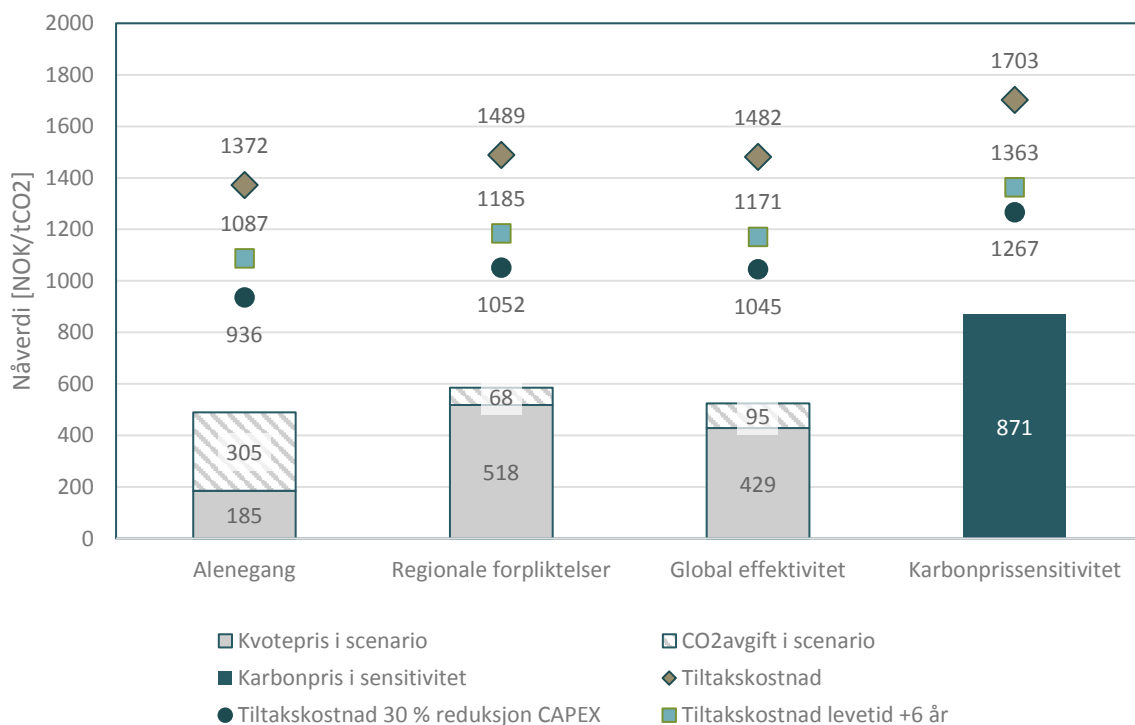 Nåverdi [NOK/tCO2]
2000
1800
1600
1400
1200
1000
800
600
400
200
0
1372
1087
936
305
185
1489
1185
1052
68
518
1482
1171
1045
95
429
1703
1363
1267
871
Alenegang
Regionale forpliktelser
Global effektivitet
Karbonprissensitivitet
Kvotepris i scenario
CO2avgift i scenario
Karbonpris i sensitivitet
Tiltakskostnad
Tiltakskostnad 30 % reduksjon CAPEX
Tiltakskostnad levetid +6 år